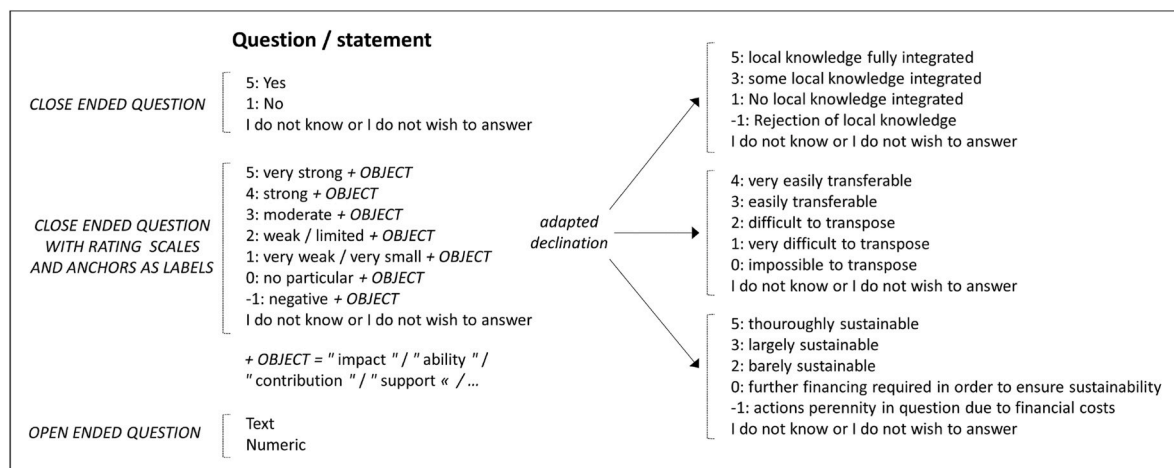 Question / statement
CLOSE ENDED QUESTION
5: Yes
1: No
I do not know or I do not wish to answer
CLOSE ENDED QUESTION
WITH RATING SCALES
AND ANCHORS AS LABELS
5: very strong + OBJECT
4: strong + OBJECT
3: moderate + OBJECT
2: weak / limited + OBJECT
1: very weak / very small + OBJECT
0: no particular + OBJECT
-1: negative + OBJECT
I do not know or I do not wish to answer
+ OBJECT = " impact " / " ability " /
" contribution " / " support « / ...
OPEN ENDED QUESTION
Text
Numeric
adapted
declination
5: local knowledge fully integrated
3: some local knowledge integrated
1: No local knowledge integrated
-1: Rejection of local knowledge
I do not know or I do not wish to answer
4: very easily transferable
3: easily transferable
2: difficult to transpose
1: very difficult to transpose
0: impossible to transpose
I do not know or I do not wish to answer
5: thouroughly sustainable
3: largely sustainable
2: barely sustainable
0: further financing required in order to ensure sustainability
-1: actions perennity in question due to financial costs
I do not know or I do not wish to answer